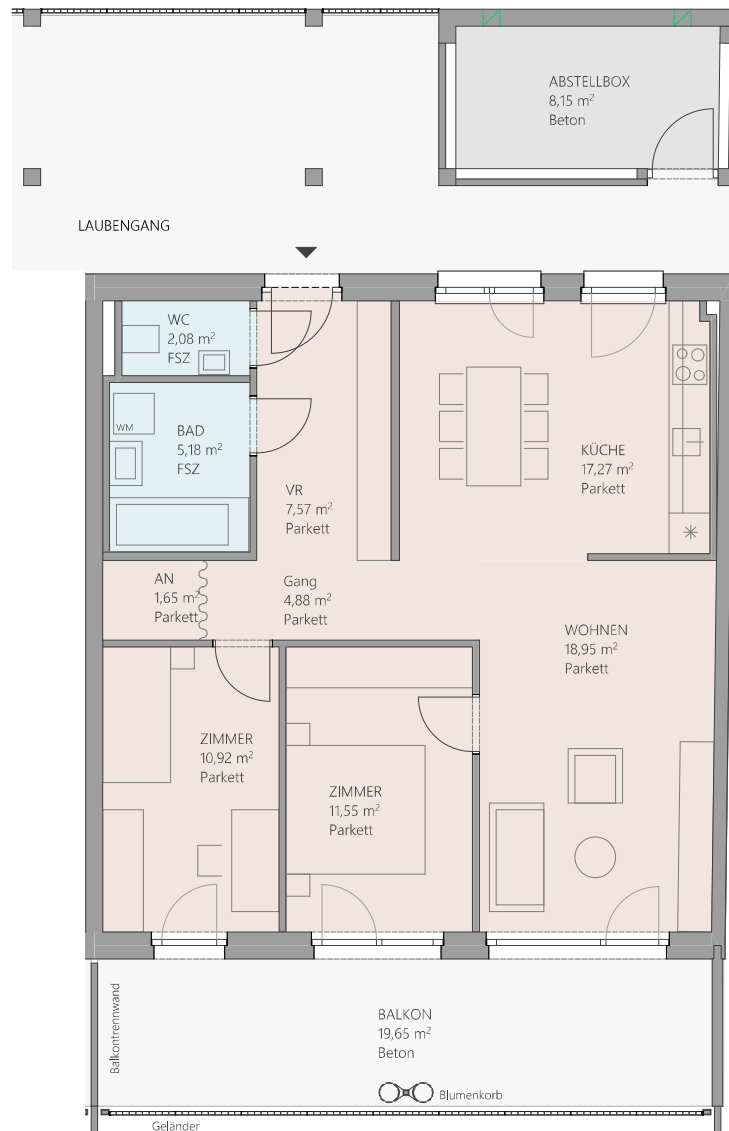 ABSTELLBOX
8,15 m²
Beton
LAUBENGANG
WC
2,08 m²
FSZ
WM
BAD
5,18 m²
FSZ
KÜCHE
17,27 m²
Parkett
VR
7,57 m²
Parkett
AN
1,65 m²
Parkett
Gang
4,88 m²
Parkett
WOHNEN
18,95 m²
Parkett
ZIMMER
10,92 m²
Parkett
ZIMMER
11,55 m²
Parkett
Balkontrennwand
BALKON
19,65 m²
Beton
Blumenkorb
Geländer